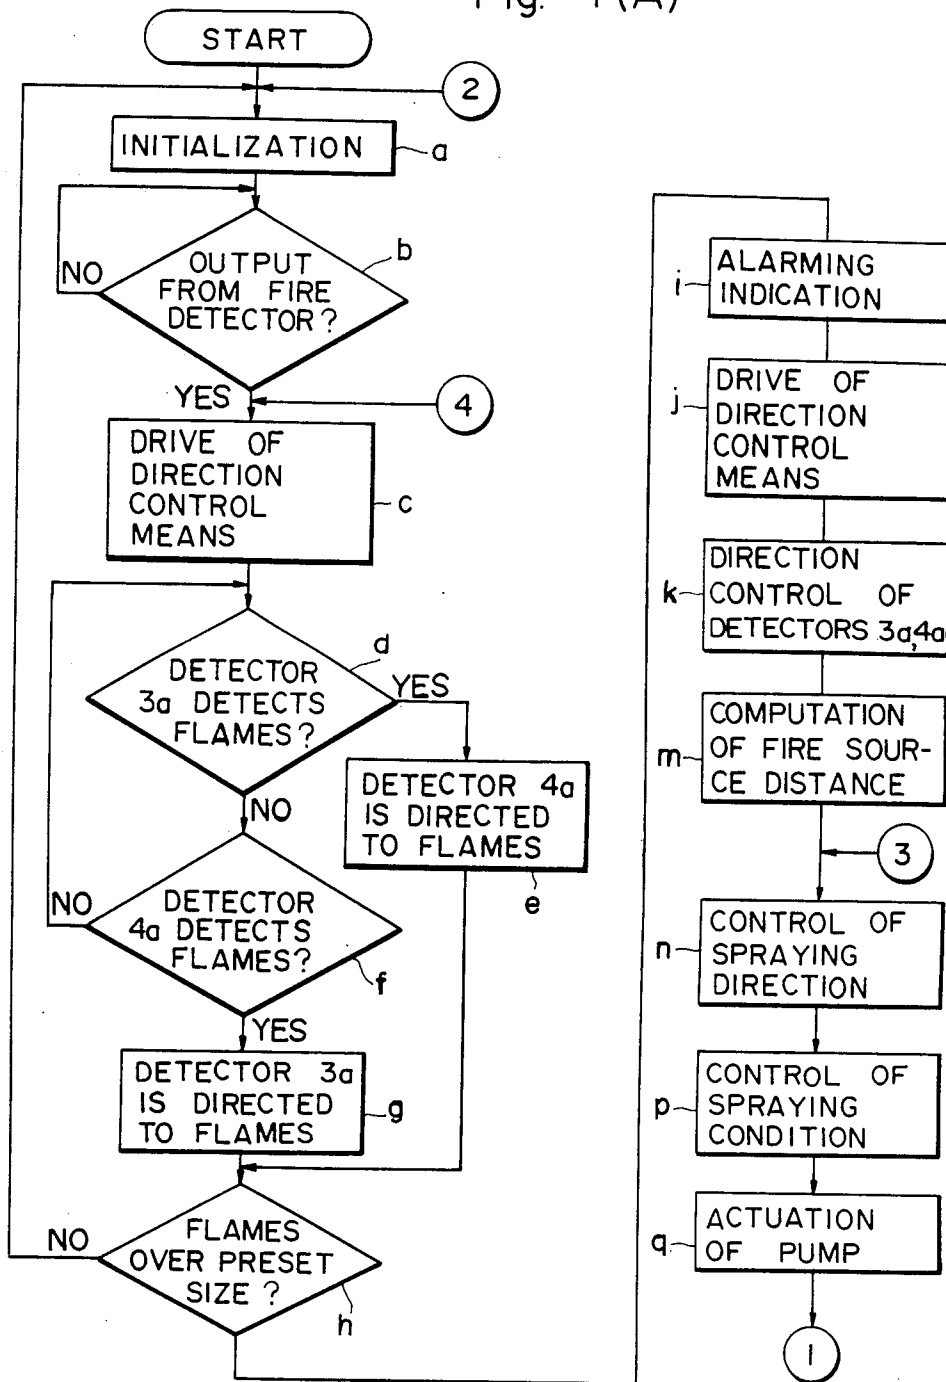 Fig. 4(A)
START
2
INITIALIZATION
a
OUTPUT
FROM FIRE
DETECTOR?
b
NO
YES
4
DRIVE OF
DIRECTION
CONTROL
MEANS
c
DETECTOR
3a DETECTS
FLAMES?
d
YES
NO
DETECTOR 4a
IS DIRECTED
TO FLAMES
e
DETECTOR
4a DETECTS
FLAMES?
f
NO
YES
DETECTOR 3a
IS DIRECTED
TO FLAMES
g
FLAMES
OVER PRESET
SIZE ?
h
NO
ALARMING
INDICATION
i
DRIVE OF
DIRECTION
CONTROL
MEANS
j
DIRECTION
CONTROL OF
DETECTORS 3a,4a
k
COMPUTATION
OF FIRE SOUR-
CE DISTANCE
m
3
CONTROL OF
SPRAYING
DIRECTION
n
CONTROL OF
SPRAYING
CONDITION
p
ACTUATION
OF PUMP
q
1